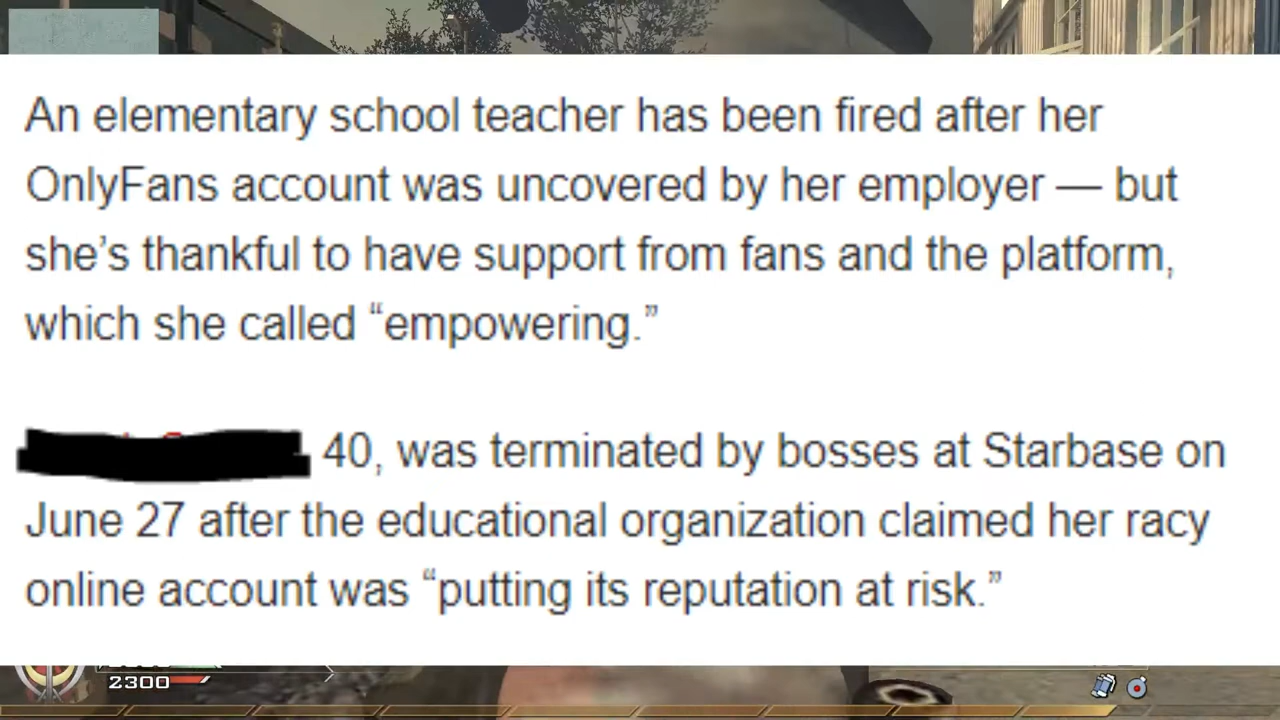 An elementary school teacher has been fired after her
OnlyFans account was uncovered by her employer — but
she’s thankful to have support from fans and the platform,
which she called “empowering.”
40, was terminated by bosses at Starbase on
June 27 after the educational organization claimed her racy
online account was “putting its reputation at risk.”
2300